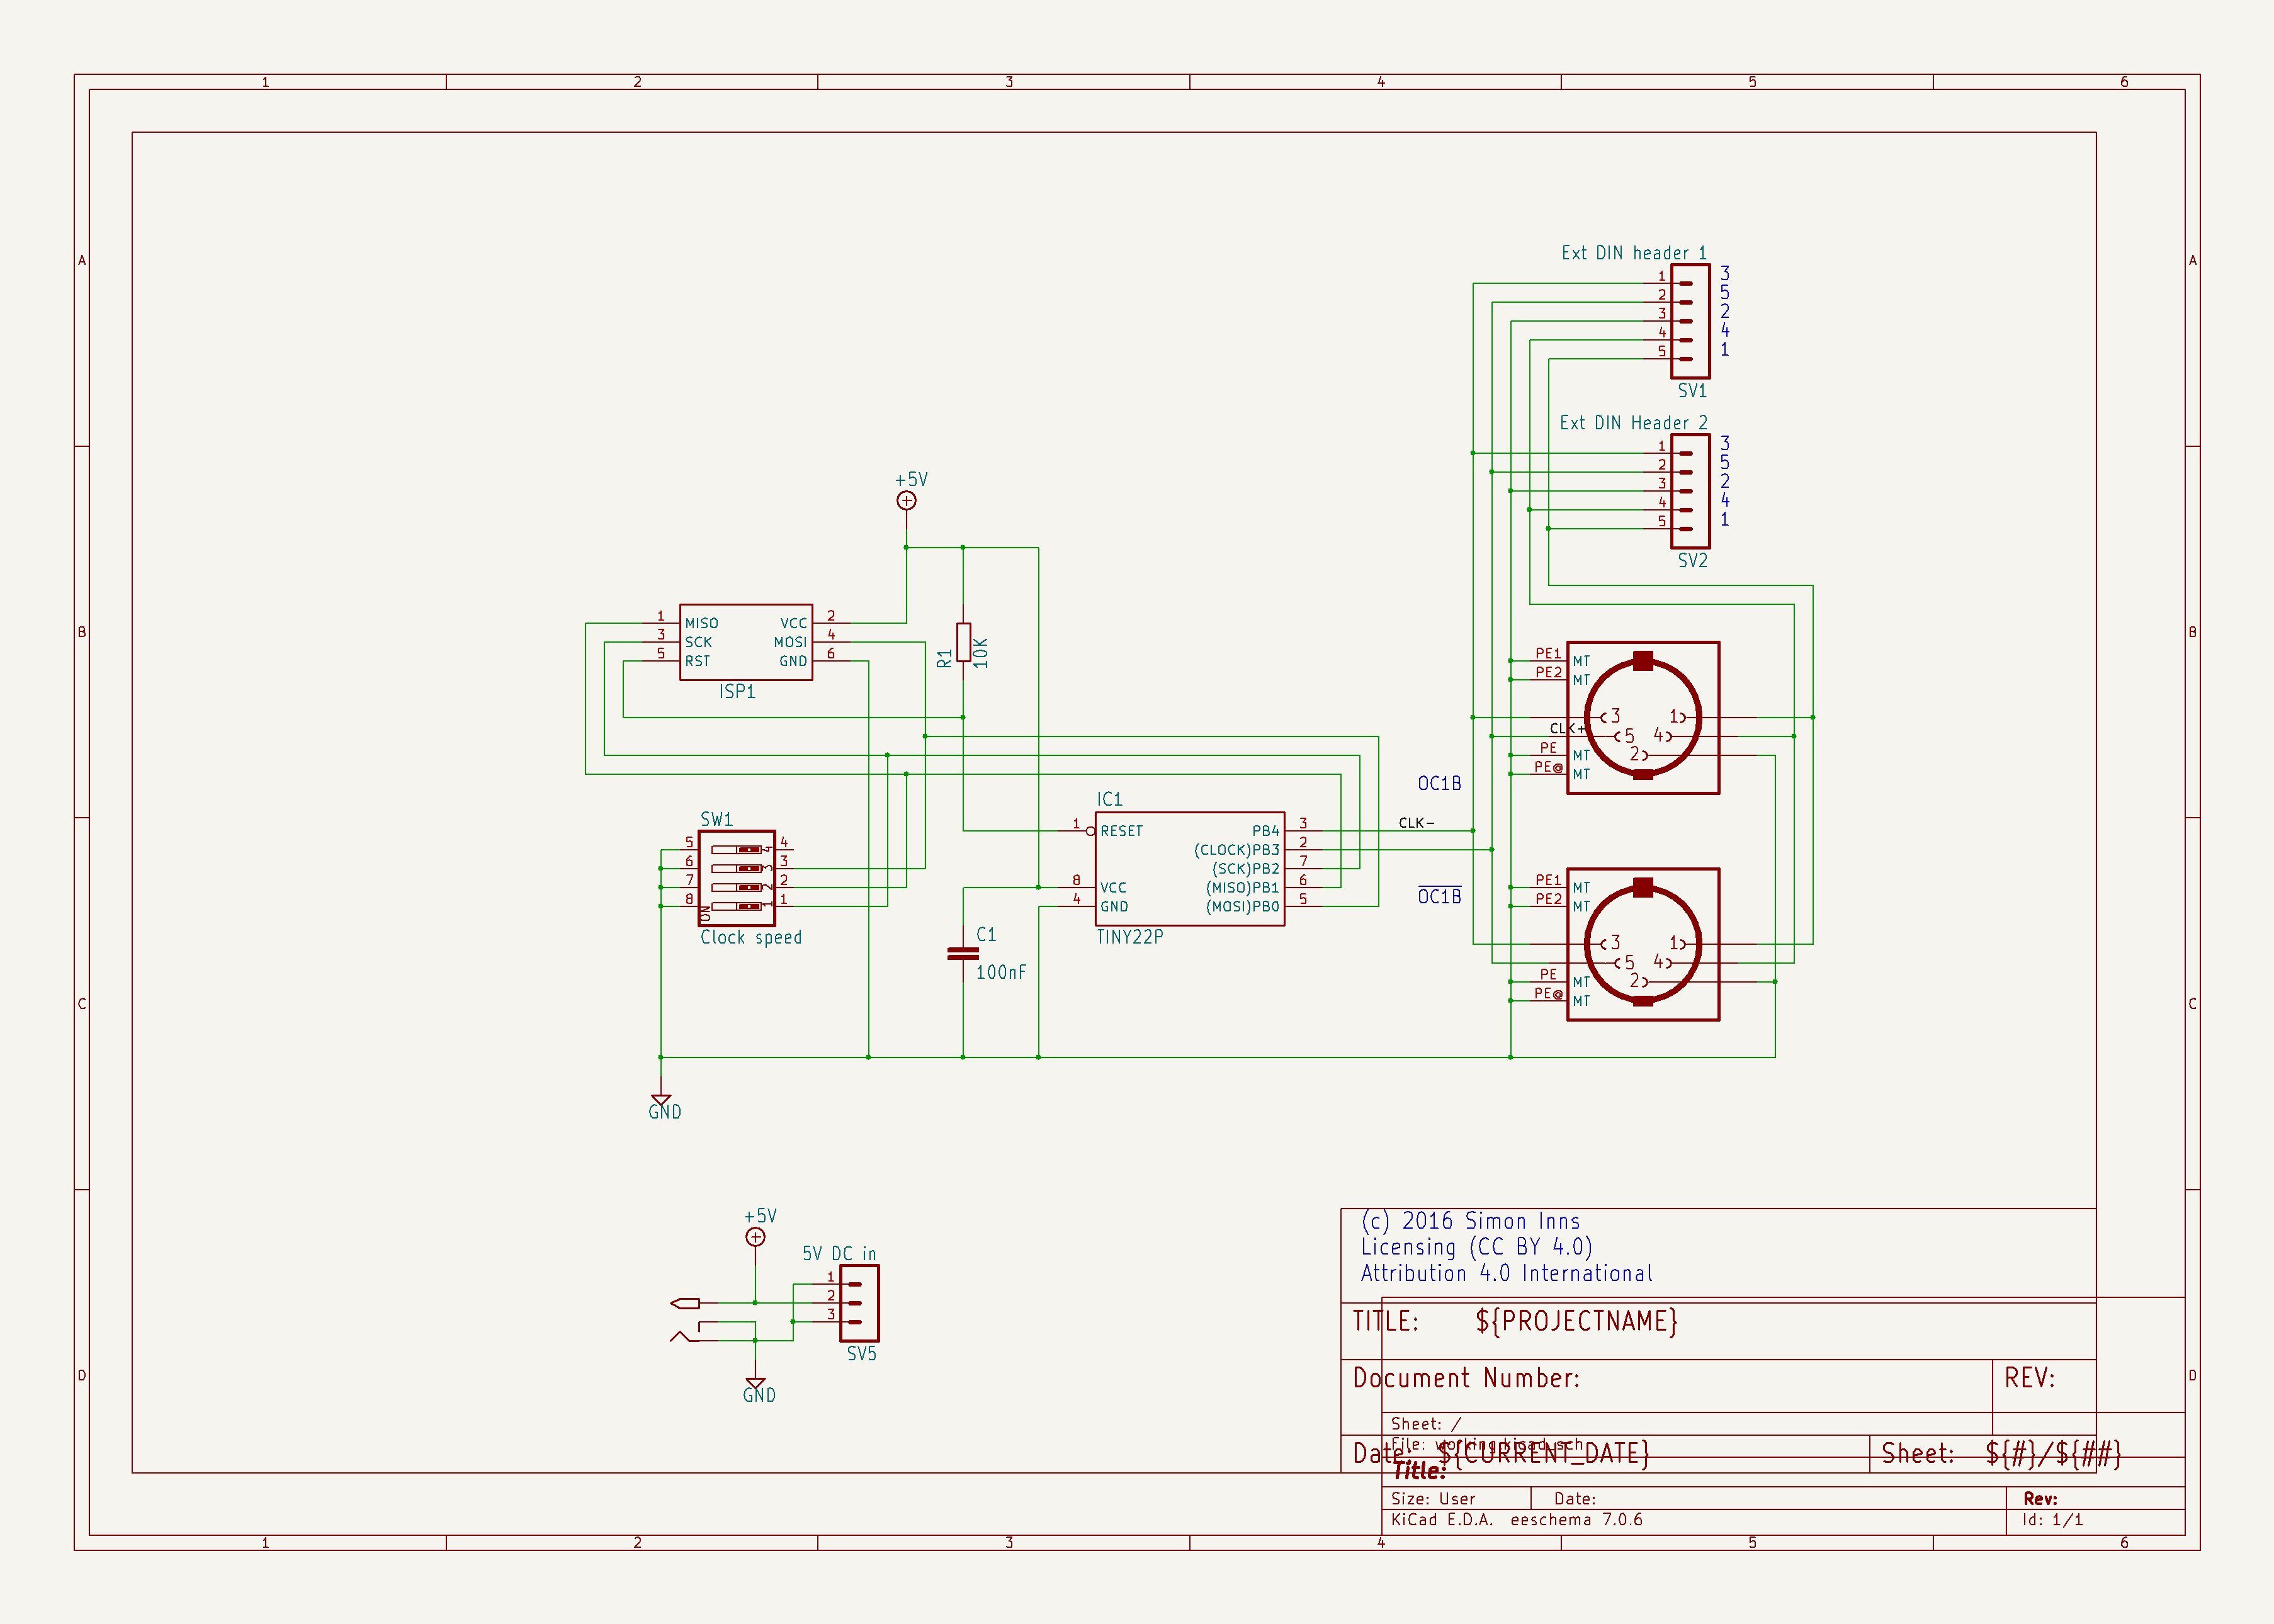 1 2 3 4 5 6
A A
Ext DIN header 1
1 3
2 5
3 2
4 4
5 1
SV1
Ext DIN Header 2
1 3
2 5
3 2
4 4
5 1
SV2
+5V
B B
1 MISO VCC 2
3 SCK MOSI 4
5 RST GND 6
ISP1
R1
10K
PE1 MT
PE2 MT
3 1
CLK+ 5 4
PE MT 2
PE@ MT
OC1B
IC1
CLK-
1 RESET PB4 3
(CLOCK)PB3 2
(SCK)PB2 7
8 VCC (MISO)PB1 6
4 GND (MOSI)PB0 5
TINY22P
SW1
5 4 4
6 3 3
7 2 2
8 ON 1 1
Clock speed
C1
100nF
OC1B
PE1 MT
PE2 MT
3 1
5 4
PE MT 2
PE@ MT
C C
GND
+5V
5V DC in
1
2
3
SV5
GND
(c) 2016 Simon Inns
Licensing (CC BY 4.0)
Attribution 4.0 International
TITLE: ${PROJECTNAME}
Document Number: REV:
D D
Sheet: /
File: working.kicad_sch
Date: ${CURRENT_DATE} Sheet: ${#}/${##}
Title:
Size: User Date: Rev:
KiCad E.D.A. eeschema 7.0.6 Id: 1/1
1 2 3 4 5 6